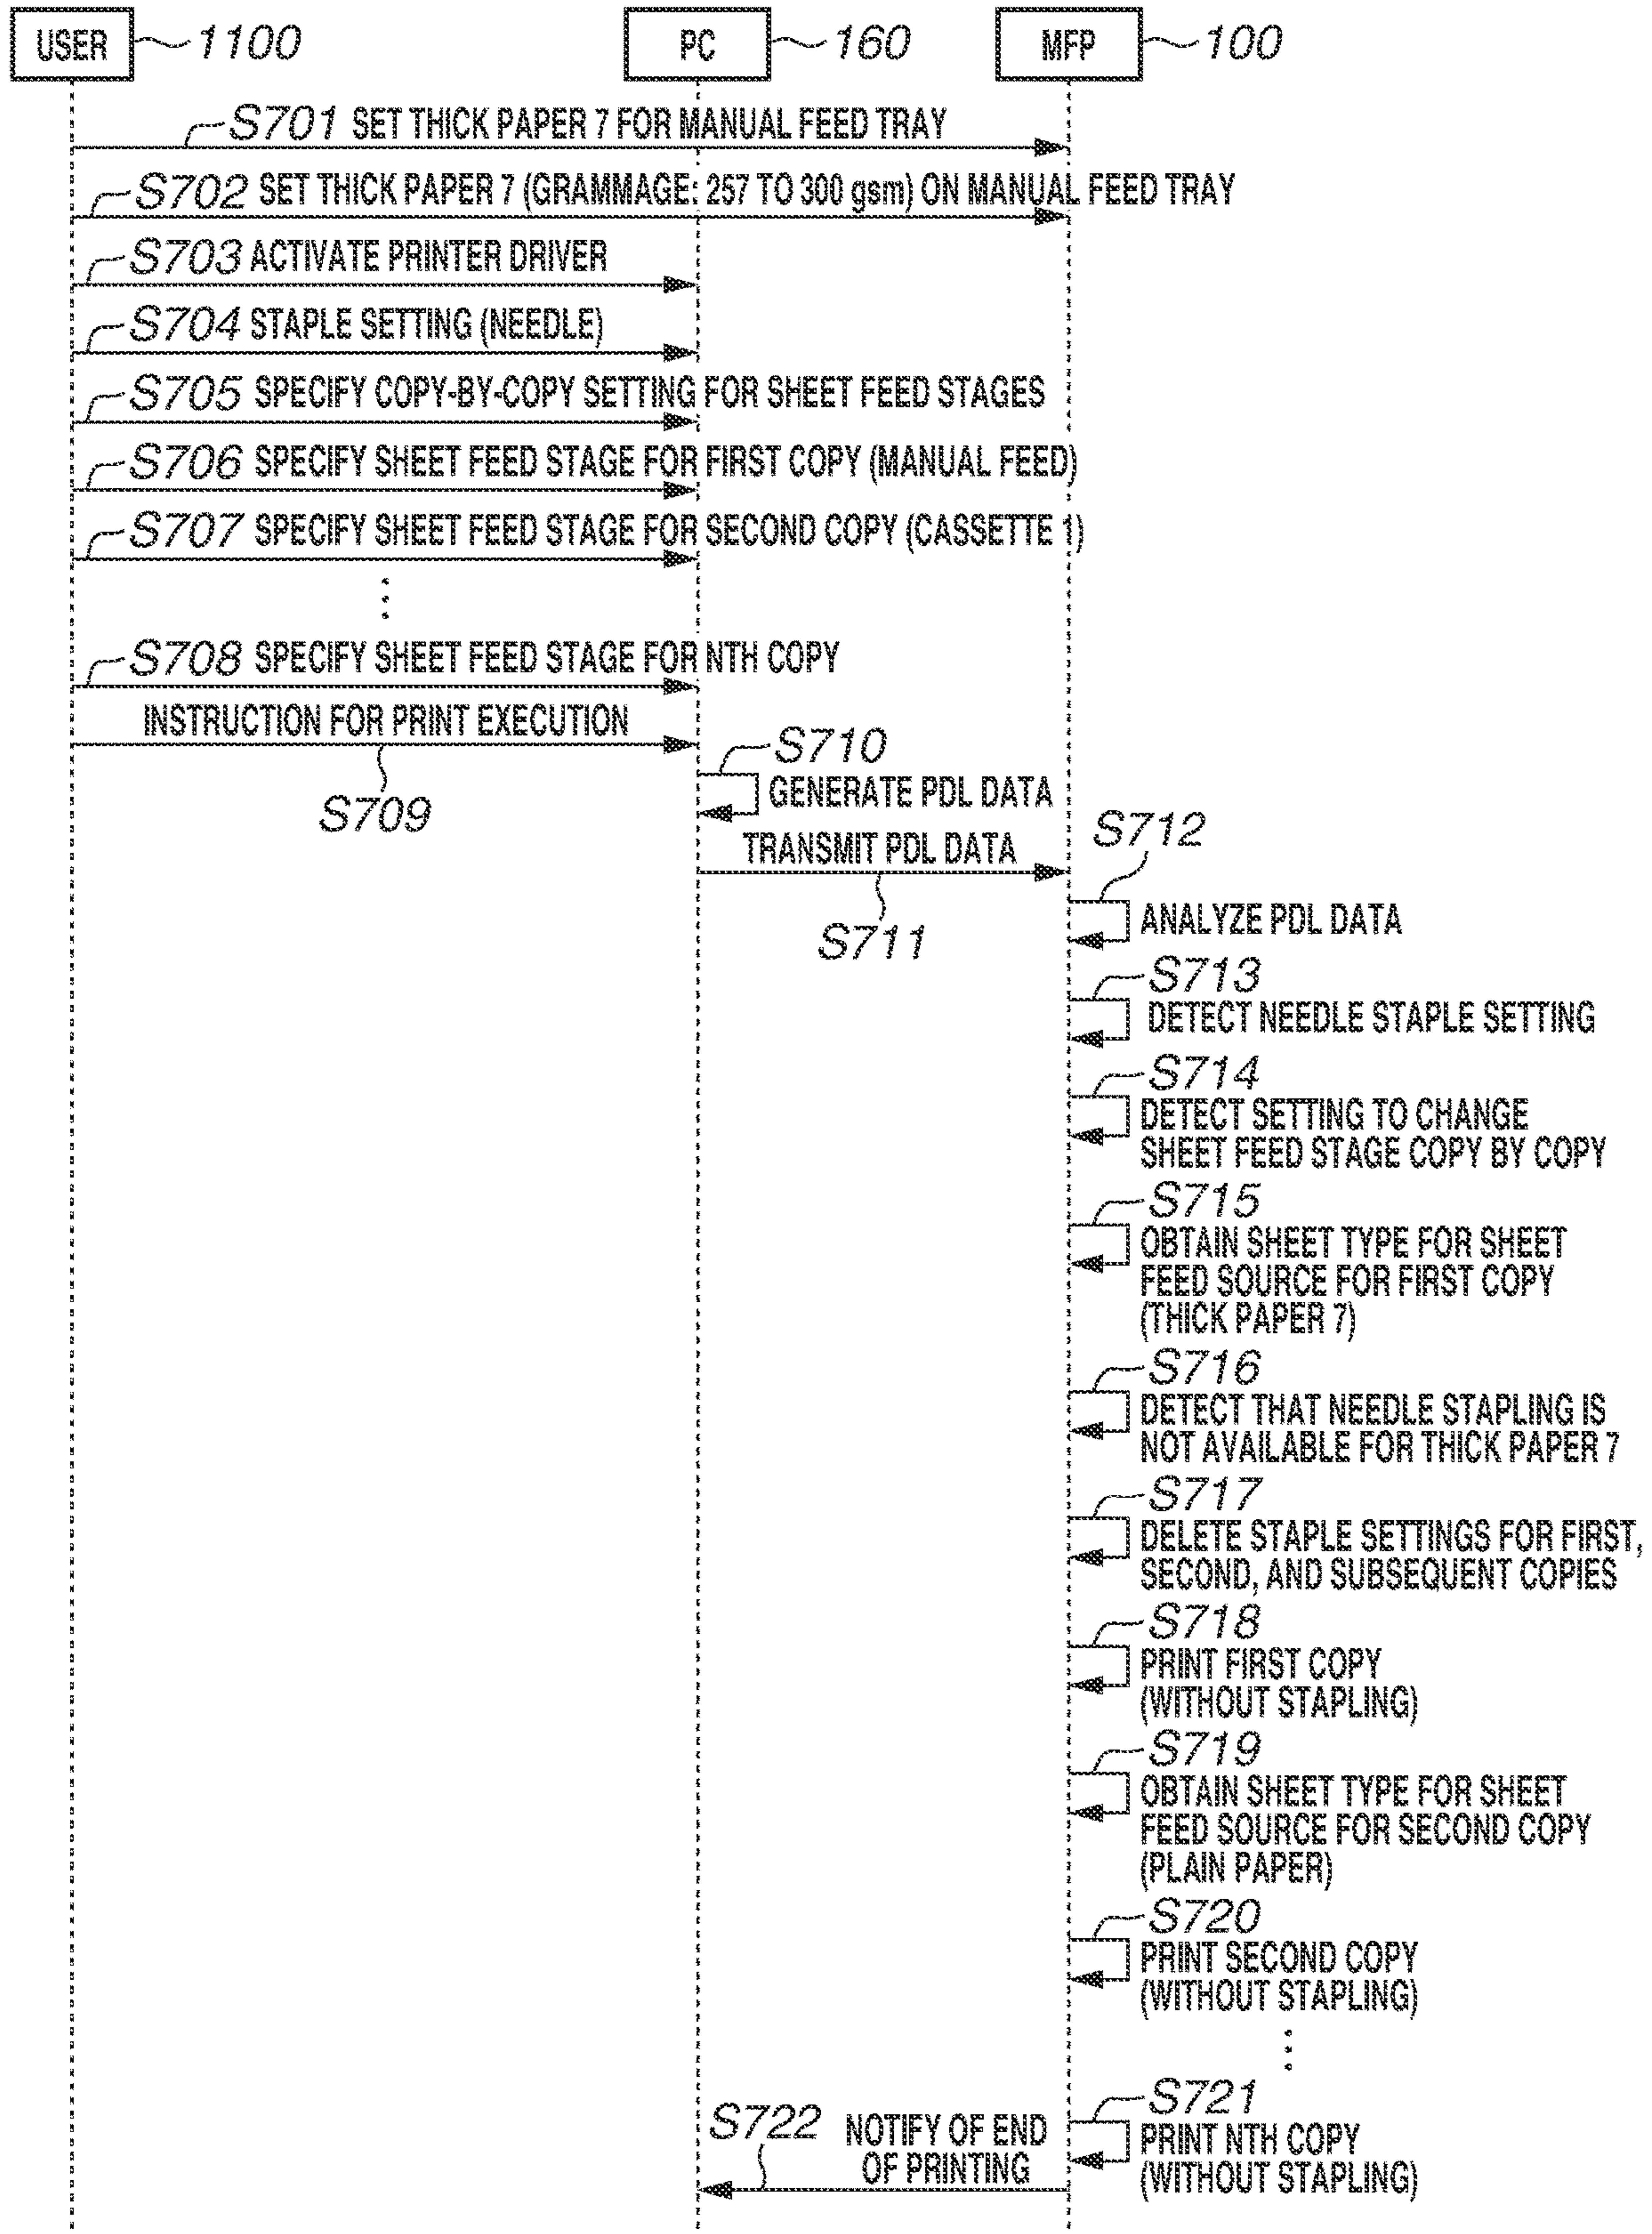 USER 1100 PC 160 MFP 100
S701 SET THICK PAPER 7 FOR MANUAL FEED TRAY
S702 SET THICK PAPER 7 (GRAMMAGE: 257 TO 300 gsm) ON MANUAL FEED TRAY
S703 ACTIVATE PRINTER DRIVER
S704 STAPLE SETTING (NEEDLE)
S705 SPECIFY COPY-BY-COPY SETTING FOR SHEET FEED STAGES
S706 SPECIFY SHEET FEED STAGE FOR FIRST COPY (MANUAL FEED)
S707 SPECIFY SHEET FEED STAGE FOR SECOND COPY (CASSETTE 1)
S708 SPECIFY SHEET FEED STAGE FOR NTH COPY
INSTRUCTION FOR PRINT EXECUTION
S709
S710
GENERATE PDL DATA
TRANSMIT PDL DATA
S711
S712
ANALYZE PDL DATA
S713
DETECT NEEDLE STAPLE SETTING
S714
DETECT SETTING TO CHANGE
SHEET FEED STAGE COPY BY COPY
S715
OBTAIN SHEET TYPE FOR SHEET
FEED SOURCE FOR FIRST COPY
(THICK PAPER 7)
S716
DETECT THAT NEEDLE STAPLING IS
NOT AVAILABLE FOR THICK PAPER 7
S717
DELETE STAPLE SETTINGS FOR FIRST,
SECOND, AND SUBSEQUENT COPIES
S718
PRINT FIRST COPY
(WITHOUT STAPLING)
S719
OBTAIN SHEET TYPE FOR SHEET
FEED SOURCE FOR SECOND COPY
(PLAIN PAPER)
S720
PRINT SECOND COPY
(WITHOUT STAPLING)
S721
PRINT NTH COPY
(WITHOUT STAPLING)
S722 NOTIFY OF END
OF PRINTING